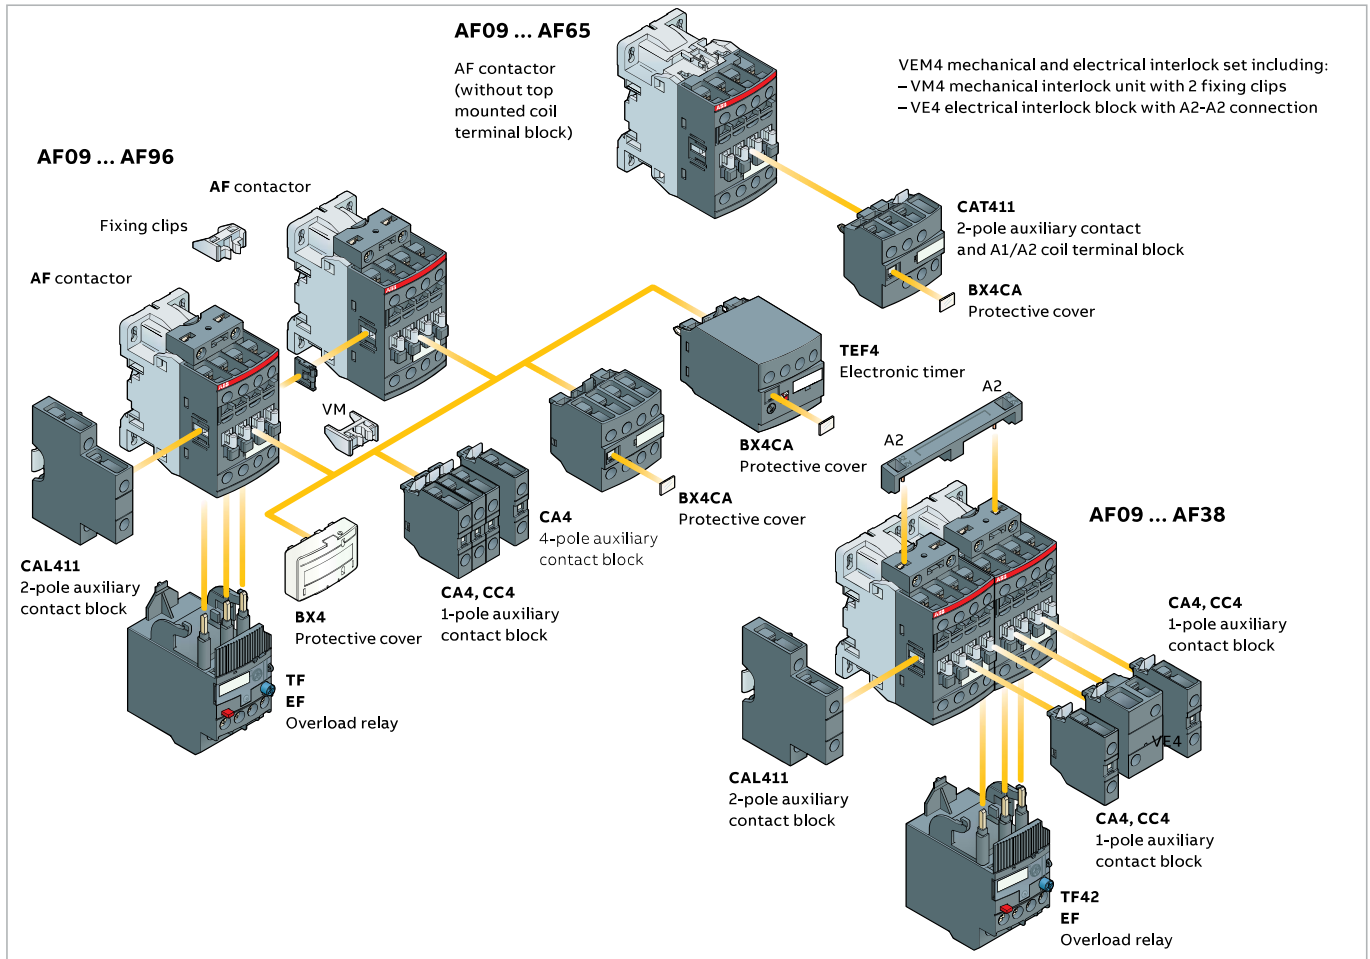 AF09 ... AF65
AF contactor
(without top
mounted coil
terminal block)
VEM4 mechanical and electrical interlock set including:
– VM4 mechanical interlock unit with 2 fixing clips
– VE4 electrical interlock block with A2-A2 connection
ABB
CAT411
2-pole auxiliary contact
and A1/A2 coil terminal block
BX4CA
Protective cover
AF09 ... AF96
AF contactor
Fixing clips
AF contactor
ABB
ABB
VM
TEF4
Electronic timer
BX4CA
Protective cover
BX4CA
Protective cover
CA4
4-pole auxiliary
contact block
CA4, CC4
1-pole auxiliary
contact block
BX4
Protective cover
CAL411
2-pole auxiliary
contact block
TF
EF
Overload relay
A2
A2
AF09 ... AF38
ABB
ABB
CA4, CC4
1-pole auxiliary
contact block
VE4
CAL411
2-pole auxiliary
contact block
CA4, CC4
1-pole auxiliary
contact block
TF42
EF
Overload relay